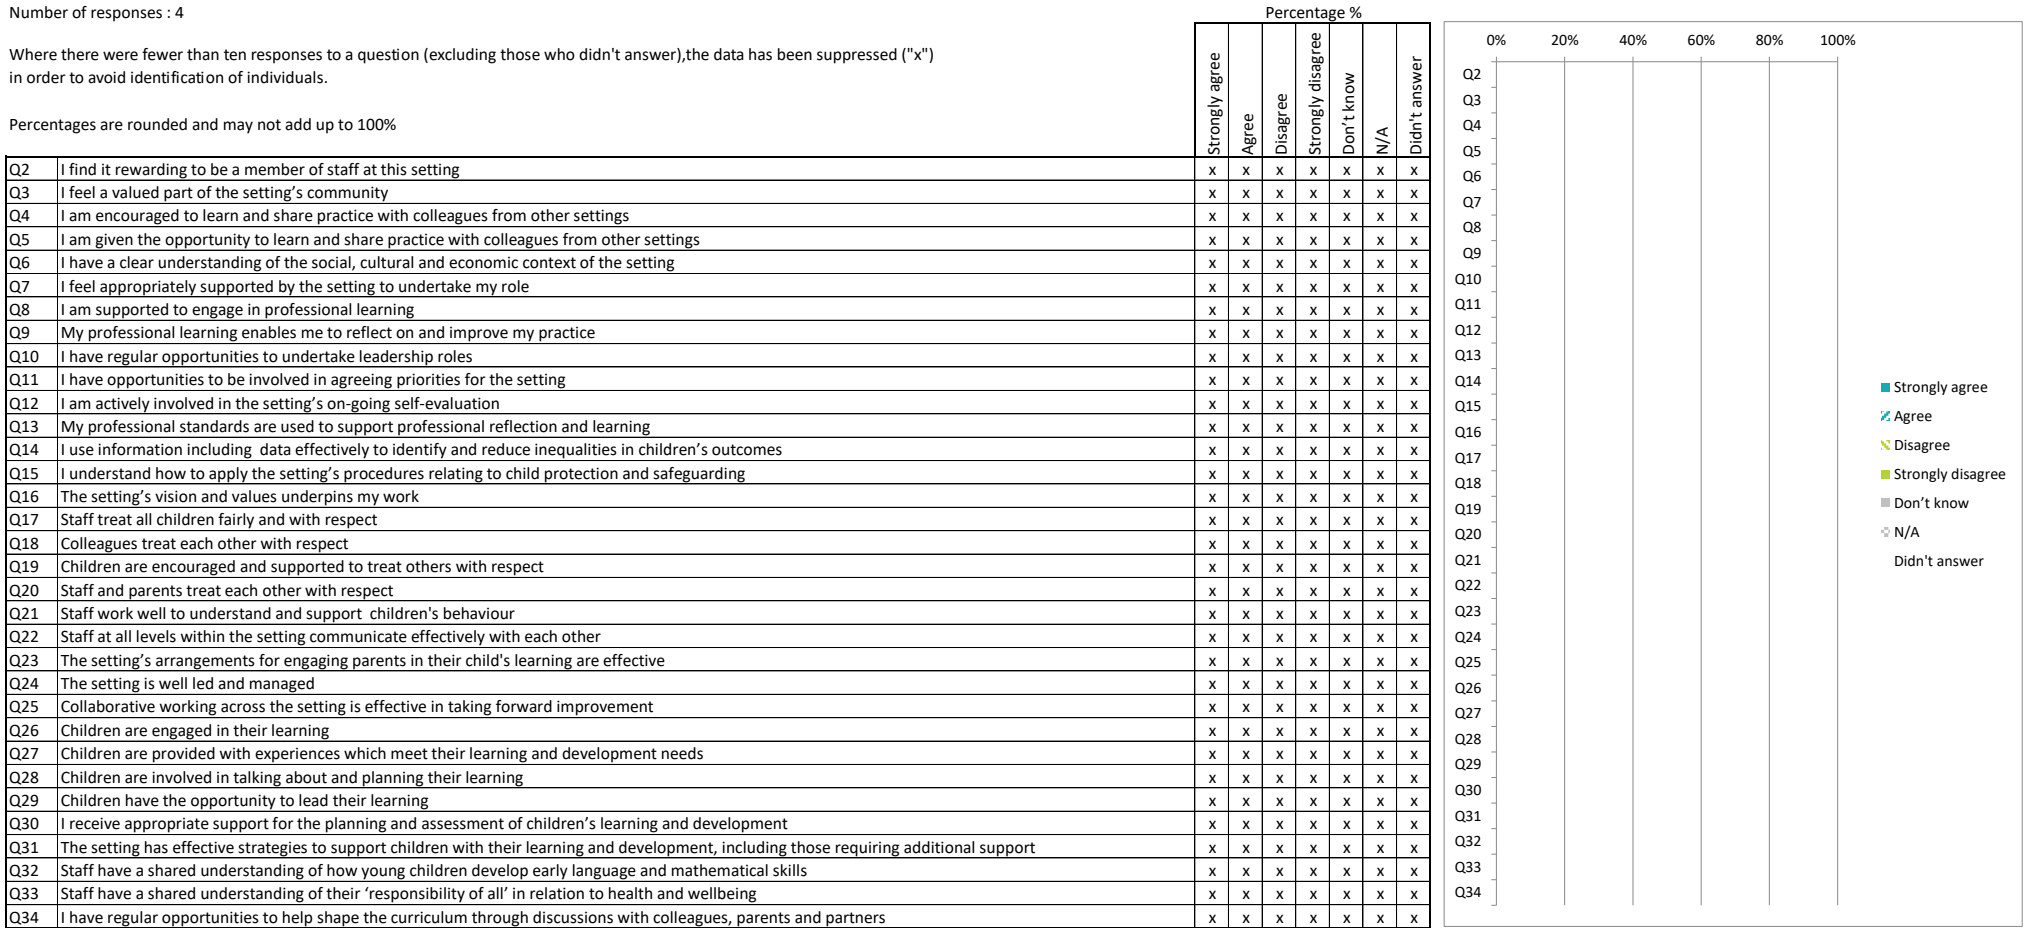 Number of responses : 4
Percentage %
Where there were fewer than ten responses to a question (excluding those who didn't answer),the data has been suppressed ("x")
in order to avoid identification of individuals.
Percentages are rounded and may not add up to 100%
Strongly agree
Agree
Disagree
Strongly disagree
Don’t know
N/A
Didn't answer
Q2 I find it rewarding to be a member of staff at this setting x x x x x x x
Q3 I feel a valued part of the setting’s community x x x x x x x
Q4 I am encouraged to learn and share practice with colleagues from other settings x x x x x x x
Q5 I am given the opportunity to learn and share practice with colleagues from other settings x x x x x x x
Q6 I have a clear understanding of the social, cultural and economic context of the setting x x x x x x x
Q7 I feel appropriately supported by the setting to undertake my role x x x x x x x
Q8 I am supported to engage in professional learning x x x x x x x
Q9 My professional learning enables me to reflect on and improve my practice x x x x x x x
Q10 I have regular opportunities to undertake leadership roles x x x x x x x
Q11 I have opportunities to be involved in agreeing priorities for the setting x x x x x x x
Q12 I am actively involved in the setting’s on-going self-evaluation x x x x x x x
Q13 My professional standards are used to support professional reflection and learning x x x x x x x
Q14 I use information including  data effectively to identify and reduce inequalities in children’s outcomes x x x x x x x
Q15 I understand how to apply the setting’s procedures relating to child protection and safeguarding x x x x x x x
Q16 The setting’s vision and values underpins my work x x x x x x x
Q17 Staff treat all children fairly and with respect x x x x x x x
Q18 Colleagues treat each other with respect x x x x x x x
Q19 Children are encouraged and supported to treat others with respect x x x x x x x
Q20 Staff and parents treat each other with respect x x x x x x x
Q21 Staff work well to understand and support  children's behaviour x x x x x x x
Q22 Staff at all levels within the setting communicate effectively with each other x x x x x x x
Q23 The setting’s arrangements for engaging parents in their child's learning are effective x x x x x x x
Q24 The setting is well led and managed x x x x x x x
Q25 Collaborative working across the setting is effective in taking forward improvement x x x x x x x
Q26 Children are engaged in their learning x x x x x x x
Q27 Children are provided with experiences which meet their learning and development needs x x x x x x x
Q28 Children are involved in talking about and planning their learning x x x x x x x
Q29 Children have the opportunity to lead their learning x x x x x x x
Q30 I receive appropriate support for the planning and assessment of children’s learning and development x x x x x x x
Q31 The setting has effective strategies to support children with their learning and development, including those requiring additional support x x x x x x x
Q32 Staff have a shared understanding of how young children develop early language and mathematical skills x x x x x x x
Q33 Staff have a shared understanding of their ‘responsibility of all’ in relation to health and wellbeing x x x x x x x
Q34 I have regular opportunities to help shape the curriculum through discussions with colleagues, parents and partners x x x x x x x
0% 20% 40% 60% 80% 100%
Q2
Q3
Q4
Q5
Q6
Q7
Q8
Q9
Q10
Q11
Q12
Q13
Q14
Q15
Q16
Q17
Q18
Q19
Q20
Q21
Q22
Q23
Q24
Q25
Q26
Q27
Q28
Q29
Q30
Q31
Q32
Q33
Q34
Strongly agree
Agree
Disagree
Strongly disagree
Don’t know
N/A
Didn't answer